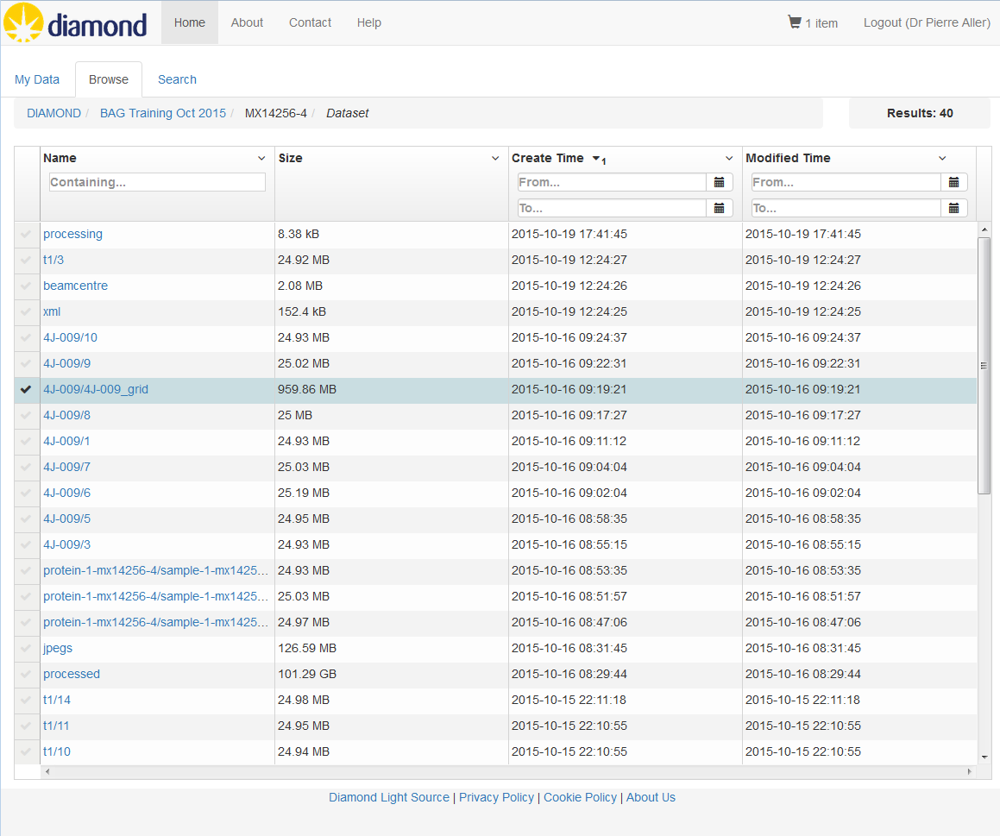 diamond Home About Contact Help 1 item Logout (Dr Pierre Aller)
My Data Browse Search
DIAMOND / BAG Training Oct 2015 / MX14256-4 / Dataset Results: 40
Name Size Create Time 1 Modified Time
Containing... From... From...
To... To...
processing 8.38 kB 2015-10-19 17:41:45 2015-10-19 17:41:45
t1/3 24.92 MB 2015-10-19 12:24:27 2015-10-19 12:24:27
beamcentre 2.08 MB 2015-10-19 12:24:26 2015-10-19 12:24:26
xml 152.4 kB 2015-10-19 12:24:25 2015-10-19 12:24:25
4J-009/10 24.93 MB 2015-10-16 09:24:37 2015-10-16 09:24:37
4J-009/9 25.02 MB 2015-10-16 09:22:31 2015-10-16 09:22:31
4J-009/4J-009_grid 959.86 MB 2015-10-16 09:19:21 2015-10-16 09:19:21
4J-009/8 25 MB 2015-10-16 09:17:27 2015-10-16 09:17:27
4J-009/1 24.93 MB 2015-10-16 09:11:12 2015-10-16 09:11:12
4J-009/7 25.03 MB 2015-10-16 09:04:04 2015-10-16 09:04:04
4J-009/6 25.19 MB 2015-10-16 09:02:04 2015-10-16 09:02:04
4J-009/5 24.95 MB 2015-10-16 08:58:35 2015-10-16 08:58:35
4J-009/3 24.93 MB 2015-10-16 08:55:15 2015-10-16 08:55:15
protein-1-mx14256-4/sample-1-mx1425... 24.93 MB 2015-10-16 08:53:35 2015-10-16 08:53:35
protein-1-mx14256-4/sample-1-mx1425... 25.03 MB 2015-10-16 08:51:57 2015-10-16 08:51:57
protein-1-mx14256-4/sample-1-mx1425... 24.97 MB 2015-10-16 08:47:06 2015-10-16 08:47:06
jpegs 126.59 MB 2015-10-16 08:31:45 2015-10-16 08:31:45
processed 101.29 GB 2015-10-16 08:29:44 2015-10-16 08:29:44
t1/14 24.98 MB 2015-10-15 22:11:18 2015-10-15 22:11:18
t1/11 24.95 MB 2015-10-15 22:10:55 2015-10-15 22:10:55
t1/10 24.94 MB 2015-10-15 22:10:55 2015-10-15 22:10:55
Diamond Light Source | Privacy Policy | Cookie Policy | About Us